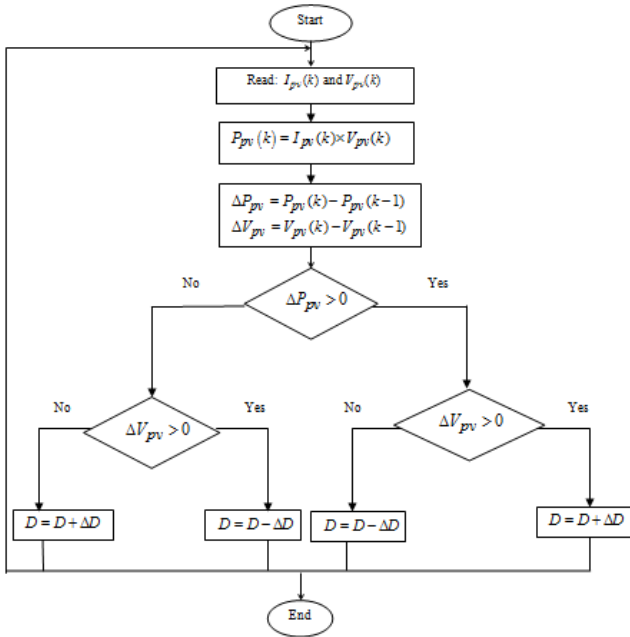 Start
Read: I_pv(k) and V_pv(k)
P_pv(k) = I_pv(k)×V_pv(k)
ΔP_pv = P_pv(k) − P_pv(k−1)
ΔV_pv = V_pv(k) − V_pv(k−1)
No
Yes
ΔP_pv > 0
No
Yes
No
Yes
ΔV_pv > 0
ΔV_pv > 0
D = D + ΔD
D = D − ΔD
D = D − ΔD
D = D + ΔD
End